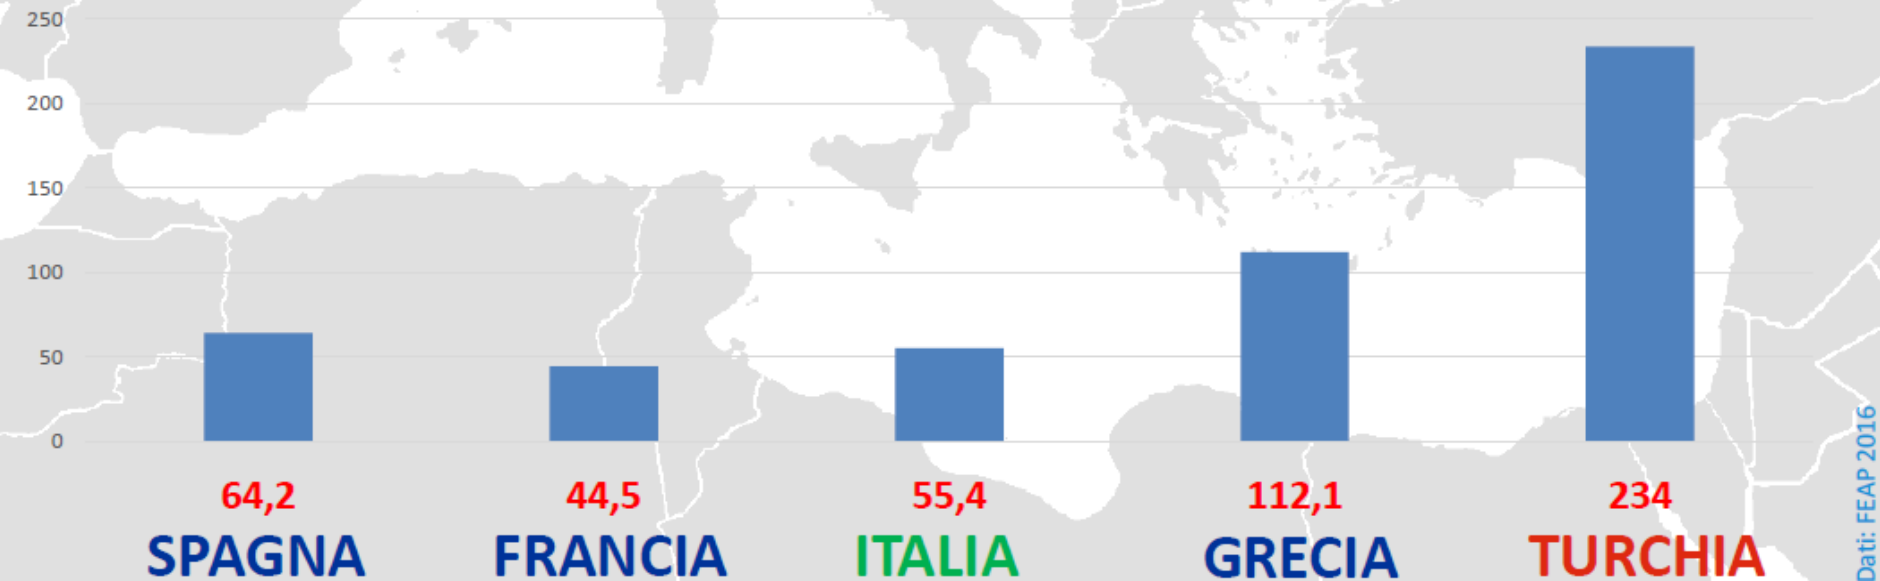 250
200
150
100
50
0
64,2
44,5
55,4
112,1
234
SPAGNA
FRANCIA
ITALIA
GRECIA
TURCHIA
Dati: FEAP 2016